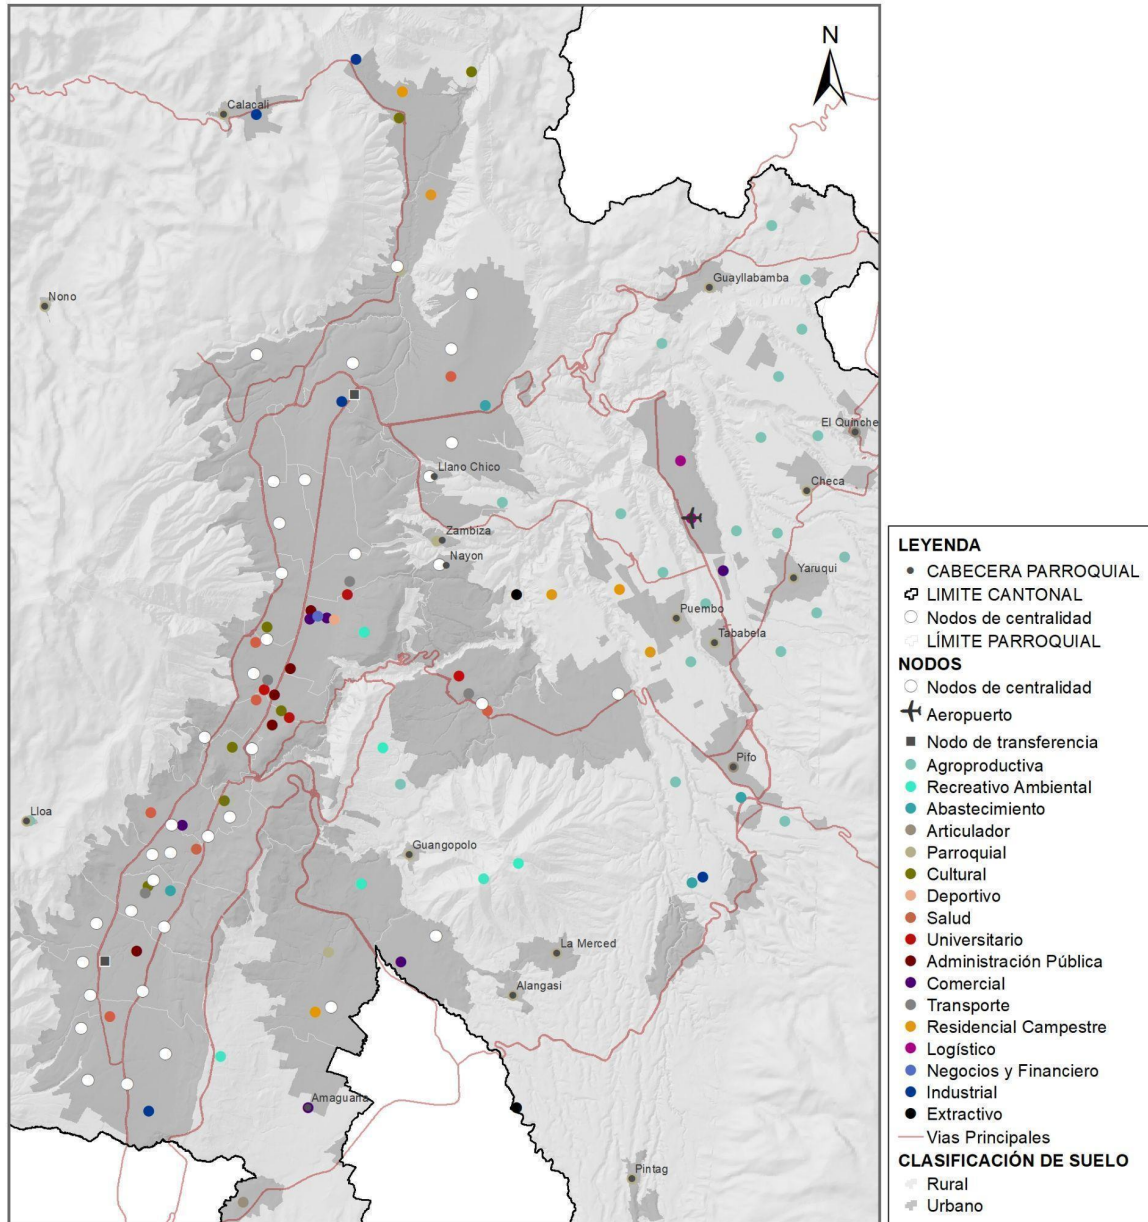 N
Calacali
Guayllabamba
Nono
El Quinche
Llano Chico
Checa
Zambiza
Nayon
Yaruqui
Puembo
Tababela
Pifo
Lloa
Guangopolo
La Merced
Alangasi
Amaguaña
Pintag
LEYENDA
CABECERA PARROQUIAL
LIMITE CANTONAL
Nodos de centralidad
LÍMITE PARROQUIAL
NODOS
Nodos de centralidad
Aeropuerto
Nodo de transferencia
Agroproductiva
Recreativo Ambiental
Abastecimiento
Articulador
Parroquial
Cultural
Deportivo
Salud
Universitario
Administración Pública
Comercial
Transporte
Residencial Campestre
Logístico
Negocios y Financiero
Industrial
Extractivo
Vias Principales
CLASIFICACIÓN DE SUELO
Rural
Urbano